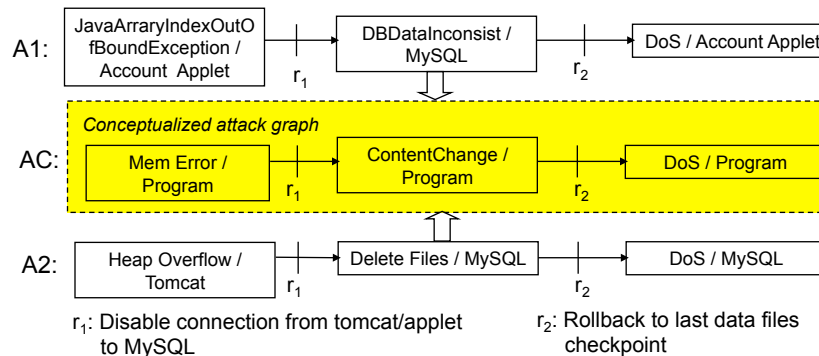 A1:
JavaArraryIndexOutO
fBoundException /
Account Applet
r1
DBDataInconsist /
MySQL
r2
DoS / Account Applet
Conceptualized attack graph
AC:
Mem Error /
Program
r1
ContentChange /
Program
r2
DoS / Program
A2:
Heap Overflow /
Tomcat
r1
Delete Files / MySQL
r2
DoS / MySQL
r1: Disable connection from tomcat/applet
to MySQL
r2: Rollback to last data files
checkpoint